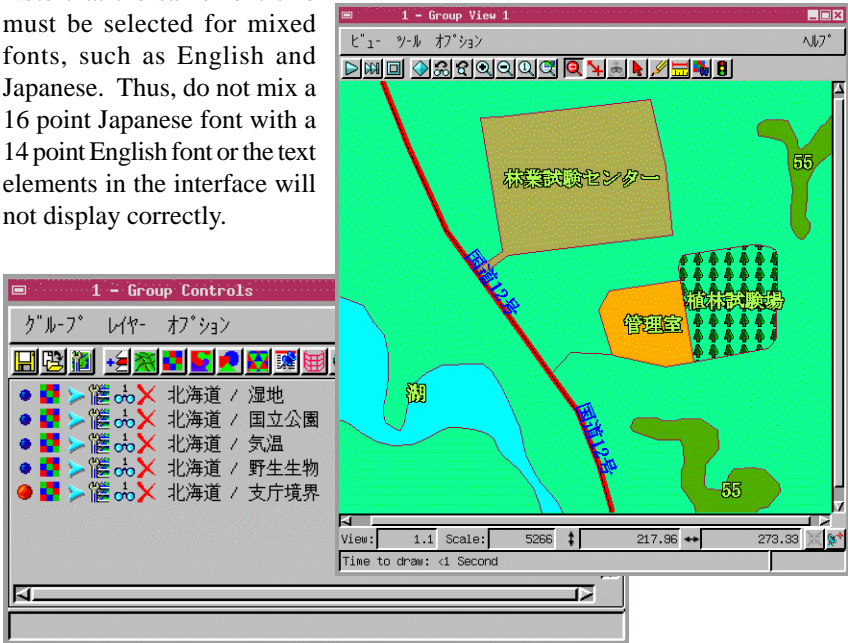 must be selected for mixed
fonts, such as English and
Japanese. Thus, do not mix a
16 point Japanese font with a
14 point English font or the text
elements in the interface will
not display correctly.
1 - Group View 1
ﾋﾞｭｰ ﾂｰﾙ ｵﾌﾟｼｮﾝ ﾍﾙﾌﾟ
林業試験センター
55
国道12号
植林試験場
管理室
湖
国道12号
55
View: 1.1 Scale: 5266 217.96 273.33
Time to draw: <1 Second
1 - Group Controls
ｸﾞﾙｰﾌﾟ ﾚｲﾔｰ ｵﾌﾟｼｮﾝ
北海道 / 湿地
北海道 / 国立公園
北海道 / 気温
北海道 / 野生生物
北海道 / 支庁境界